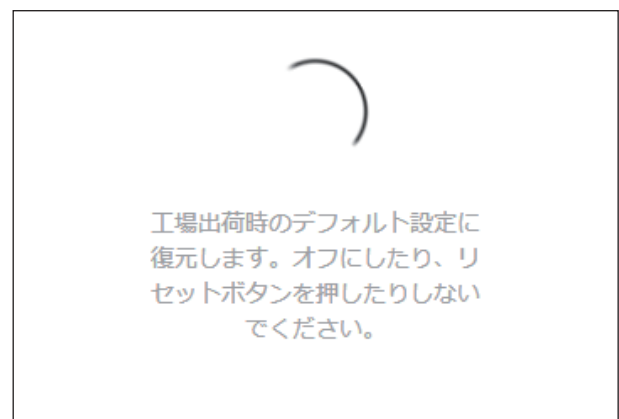 工場出荷時のデフォルト設定に
復元します。オフにしたり、リ
セットボタンを押したりしない
でください。